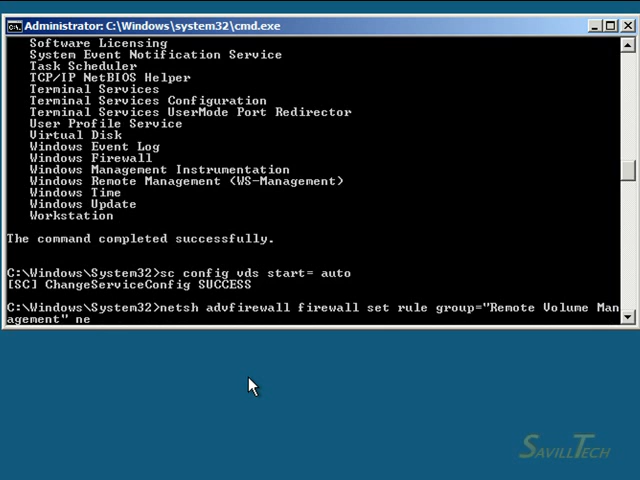 Administrator: C:\Windows\system32\cmd.exe
Software Licensing
System Event Notification Service
Task Scheduler
TCP/IP NetBIOS Helper
Terminal Services
Terminal Services Configuration
Terminal Services UserMode Port Redirector
User Profile Service
Virtual Disk
Windows Event Log
Windows Firewall
Windows Management Instrumentation
Windows Remote Management (WS-Management)
Windows Time
Windows Update
Workstation
The command completed successfully.
C:\Windows\System32>sc config vds start= auto
[SC] ChangeServiceConfig SUCCESS
C:\Windows\System32>netsh advfirewall firewall set rule group="Remote Volume Man
agement" ne
SAVILLTECH